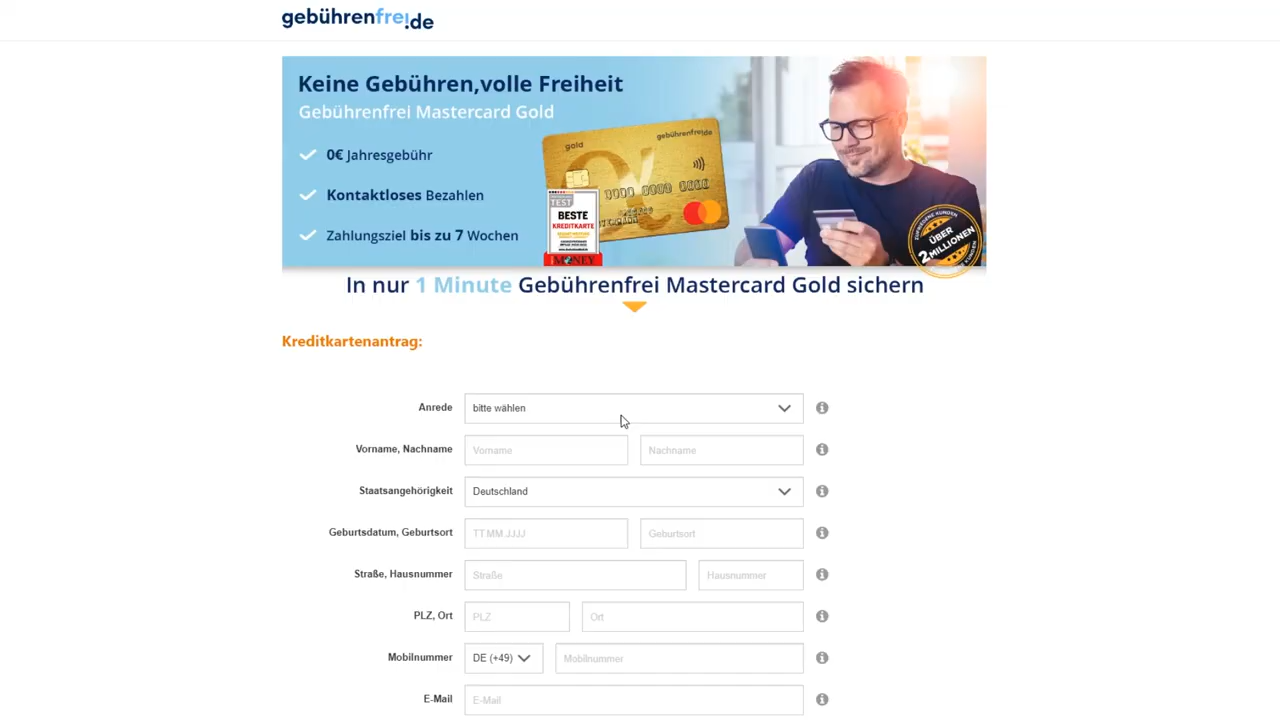 gebührenfrei.de
Keine Gebühren,volle Freiheit
Gebührenfrei Mastercard Gold
0€ Jahresgebühr
Kontaktloses Bezahlen
Zahlungsziel bis zu 7 Wochen
gold
gebührenfrei.de
TEST
BESTE
KREDITKARTE
MONEY
ZUFRIEDENE KUNDEN
ÜBER
2 MILLIONEN
In nur 1 Minute Gebührenfrei Mastercard Gold sichern
Kreditkartenantrag:
Anrede bitte wählen
Vorname, Nachname Vorname Nachname
Staatsangehörigkeit Deutschland
Geburtsdatum, Geburtsort TT.MM.JJJJ Geburtsort
Straße, Hausnummer Straße Hausnummer
PLZ, Ort PLZ Ort
Mobilnummer DE (+49) Mobilnummer
E-Mail E-Mail